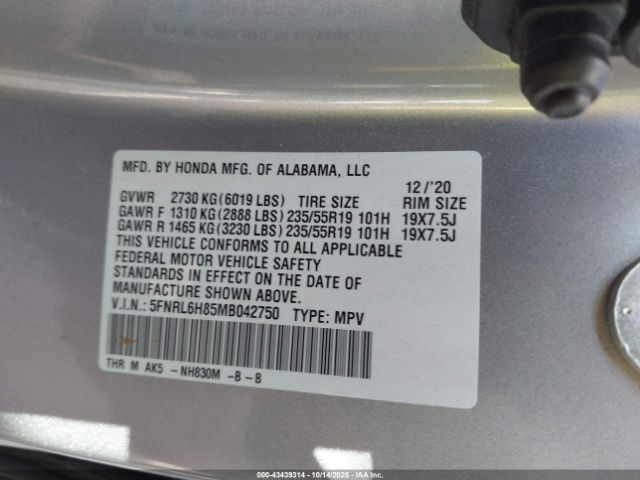 MFD. BY HONDA MFG. OF ALABAMA, LLC
12/'20
GVWR 2730 KG (6019 LBS) TIRE SIZE RIM SIZE
GAWR F 1310 KG (2888 LBS) 235/55R19 101H 19X7.5J
GAWR R 1465 KG (3230 LBS) 235/55R19 101H 19X7.5J
THIS VEHICLE CONFORMS TO ALL APPLICABLE
FEDERAL MOTOR VEHICLE SAFETY
STANDARDS IN EFFECT ON THE DATE OF
MANUFACTURE SHOWN ABOVE.
V.I.N.: 5FNRL6H85MB042750 TYPE: MPV
THR M AK5 -NH830M -B-B
000-43439314 - 10/14/2025 - IAAI.com